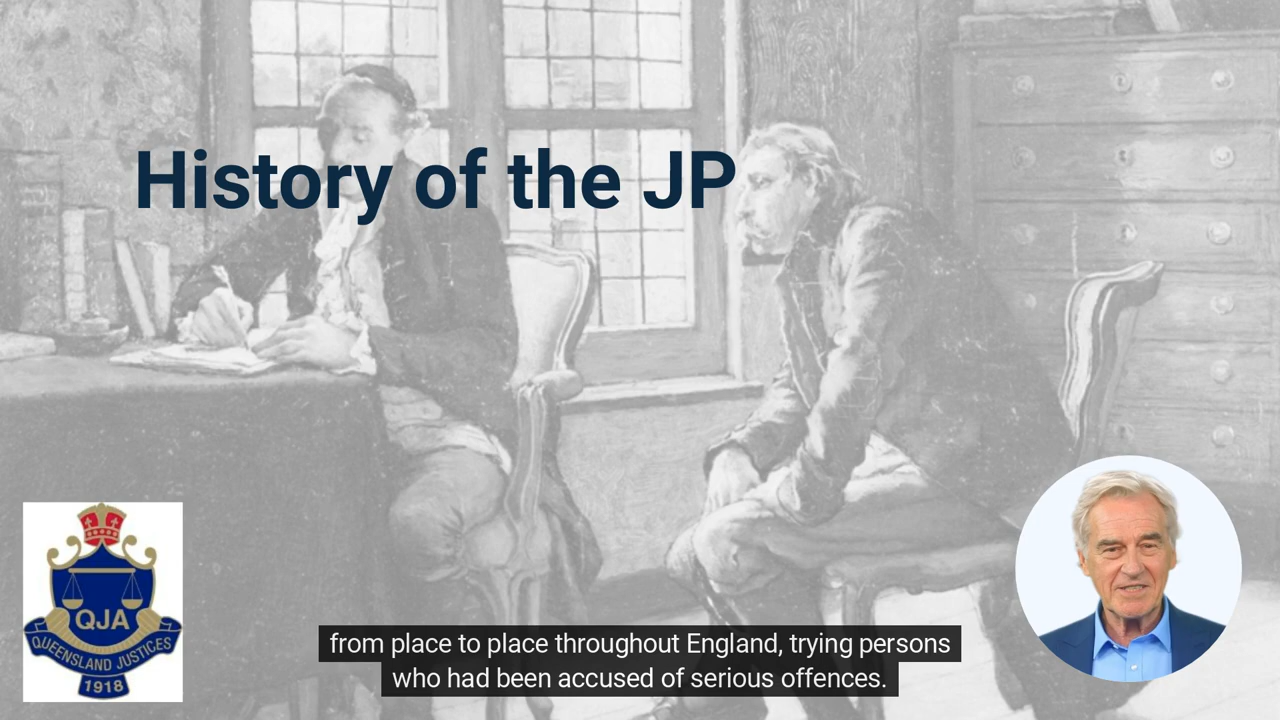 History of the JP
QJA
QUEENSLAND JUSTICES
1918
from place to place throughout England, trying persons
who had been accused of serious offences.